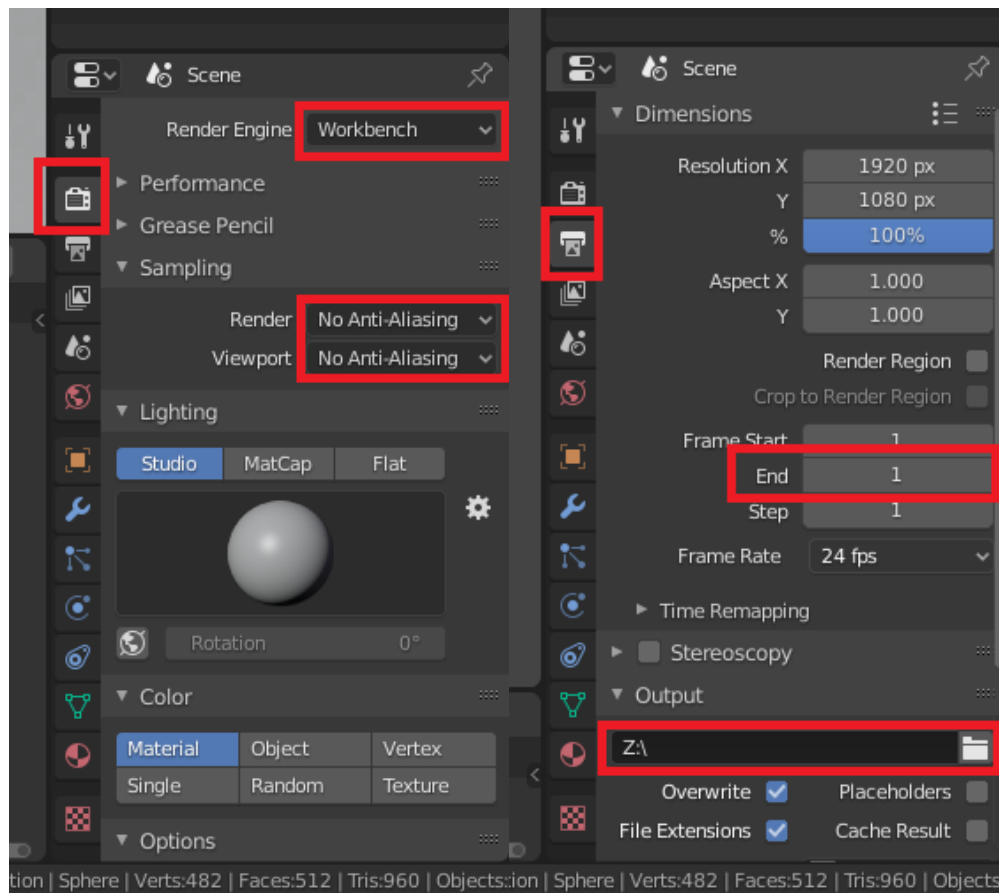 Scene
Render Engine Workbench
Performance
Grease Pencil
Sampling
Render No Anti-Aliasing
Viewport No Anti-Aliasing
Lighting
Studio MatCap Flat
Rotation 0°
Color
Material Object Vertex
Single Random Texture
Options
tion | Sphere | Verts:482 | Faces:512 | Tris:960 | Objects:
Scene
Dimensions
Resolution X 1920 px
Y 1080 px
% 100%
Aspect X 1.000
Y 1.000
Render Region
Crop to Render Region
Frame Start 1
End 1
Step 1
Frame Rate 24 fps
Time Remapping
Stereoscopy
Output
Z:\
Overwrite Placeholders
File Extensions Cache Result
:ion | Sphere | Verts:482 | Faces:512 | Tris:960 | Objects